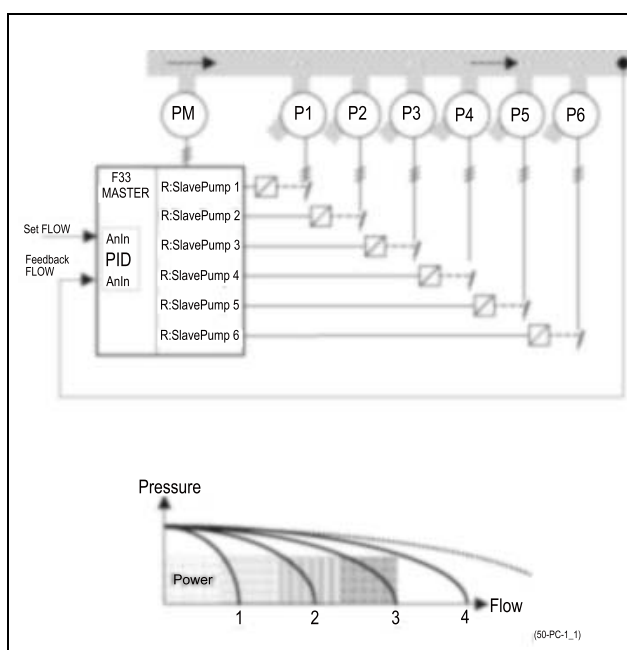 PM
P1
P2
P3
P4
P5
P6
F33
MASTER
R:SlavePump 1
Set FLOW
AnIn
R:SlavePump 2
PID
R:SlavePump 3
Feedback
FLOW
AnIn
R:SlavePump 4
R:SlavePump 5
R:SlavePump 6
Pressure
Power
Flow
1
2
3
4
(50-PC-1_1)